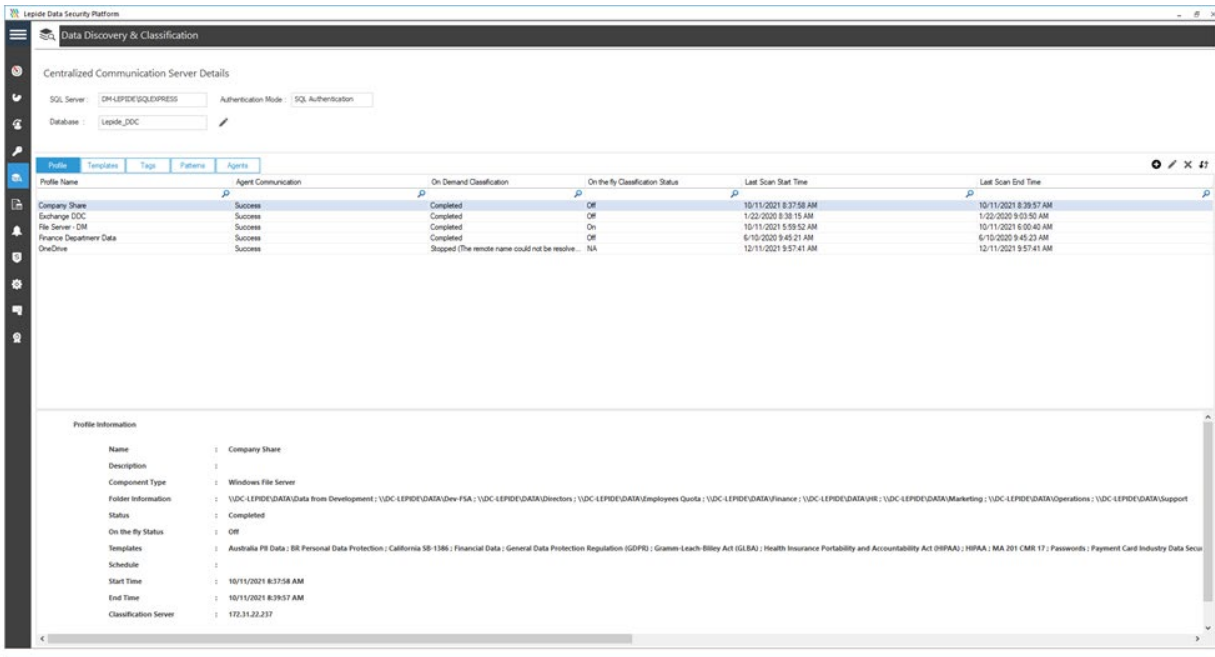 Lepide Data Security Platform
Data Discovery & Classification
Centralized Communication Server Details
SQL Server : DM-LEPIDE\SQLEXPRESS Authentication Mode : SQL Authentication
Database : Lepide_DDC
Profile Templates Tags Patterns Agents
Profile Name Agent Communication On Demand Classification On the fly Classification Status Last Scan Start Time Last Scan End Time
Company Share Success Completed Off 10/11/2021 8:37:58 AM 10/11/2021 8:39:57 AM
Exchange DDC Success Completed Off 1/22/2020 8:38:15 AM 1/22/2020 9:03:50 AM
File Server - DM Success Completed On 10/11/2021 5:59:52 AM 10/11/2021 6:00:40 AM
Finance Department Data Success Completed Off 6/10/2020 9:45:21 AM 6/10/2020 9:45:23 AM
OneDrive Success Stopped (The remote name could not be resolve... NA 12/11/2021 9:57:41 AM 12/11/2021 9:57:41 AM
Profile Information
Name : Company Share
Description :
Component Type : Windows File Server
Folder Information : \\DC-LEPIDE\DATA\Data from Development ; \\DC-LEPIDE\DATA\Dev-FSA ; \\DC-LEPIDE\DATA\Directors ; \\DC-LEPIDE\DATA\Employees Quota ; \\DC-LEPIDE\DATA\Finance ; \\DC-LEPIDE\DATA\HR ; \\DC-LEPIDE\DATA\Marketing ; \\DC-LEPIDE\DATA\Operations ; \\DC-LEPIDE\DATA\Support
Status : Completed
On the fly Status : Off
Templates : Australia PII Data ; BR Personal Data Protection ; California SB-1386 ; Financial Data ; General Data Protection Regulation (GDPR) ; Gramm-Leach-Bliley Act (GLBA) ; Health Insurance Portability and Accountability Act (HIPAA) ; HIPAA ; MA 201 CMR 17 ; Passwords ; Payment Card Industry Data Secu
Schedule :
Start Time : 10/11/2021 8:37:58 AM
End Time : 10/11/2021 8:39:57 AM
Classification Server : 172.31.22.237